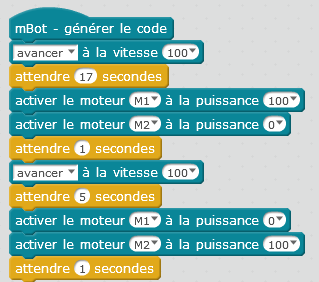 mBot - générer le code
avancer à la vitesse 100
attendre 17 secondes
activer le moteur M1 à la puissance 100
activer le moteur M2 à la puissance 0
attendre 1 secondes
avancer à la vitesse 100
attendre 5 secondes
activer le moteur M1 à la puissance 0
activer le moteur M2 à la puissance 100
attendre 1 secondes